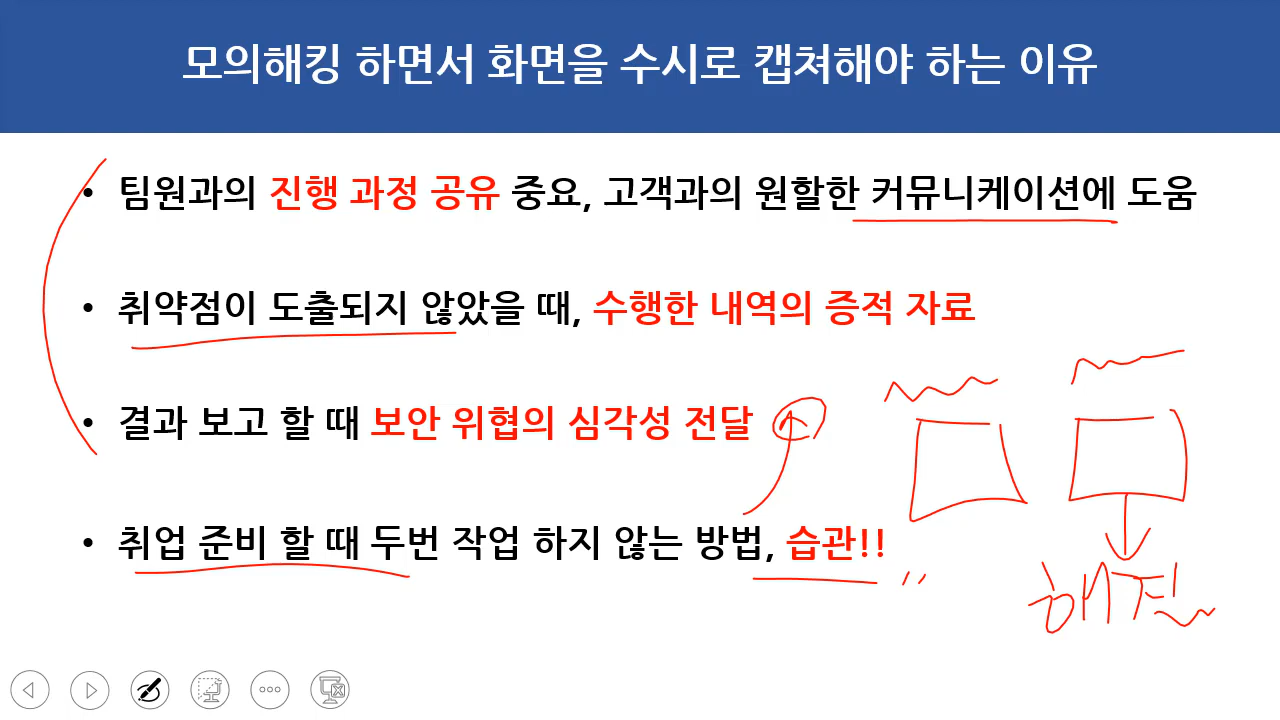 모의해킹 하면서 화면을 수시로 캡쳐해야 하는 이유
• 팀원과의 진행 과정 공유 중요, 고객과의 원할한 커뮤니케이션에 도움
• 취약점이 도출되지 않았을 때, 수행한 내역의 증적 자료
• 결과 보고 할 때 보안 위협의 심각성 전달
• 취업 준비 할 때 두번 작업 하지 않는 방법, 습관!!